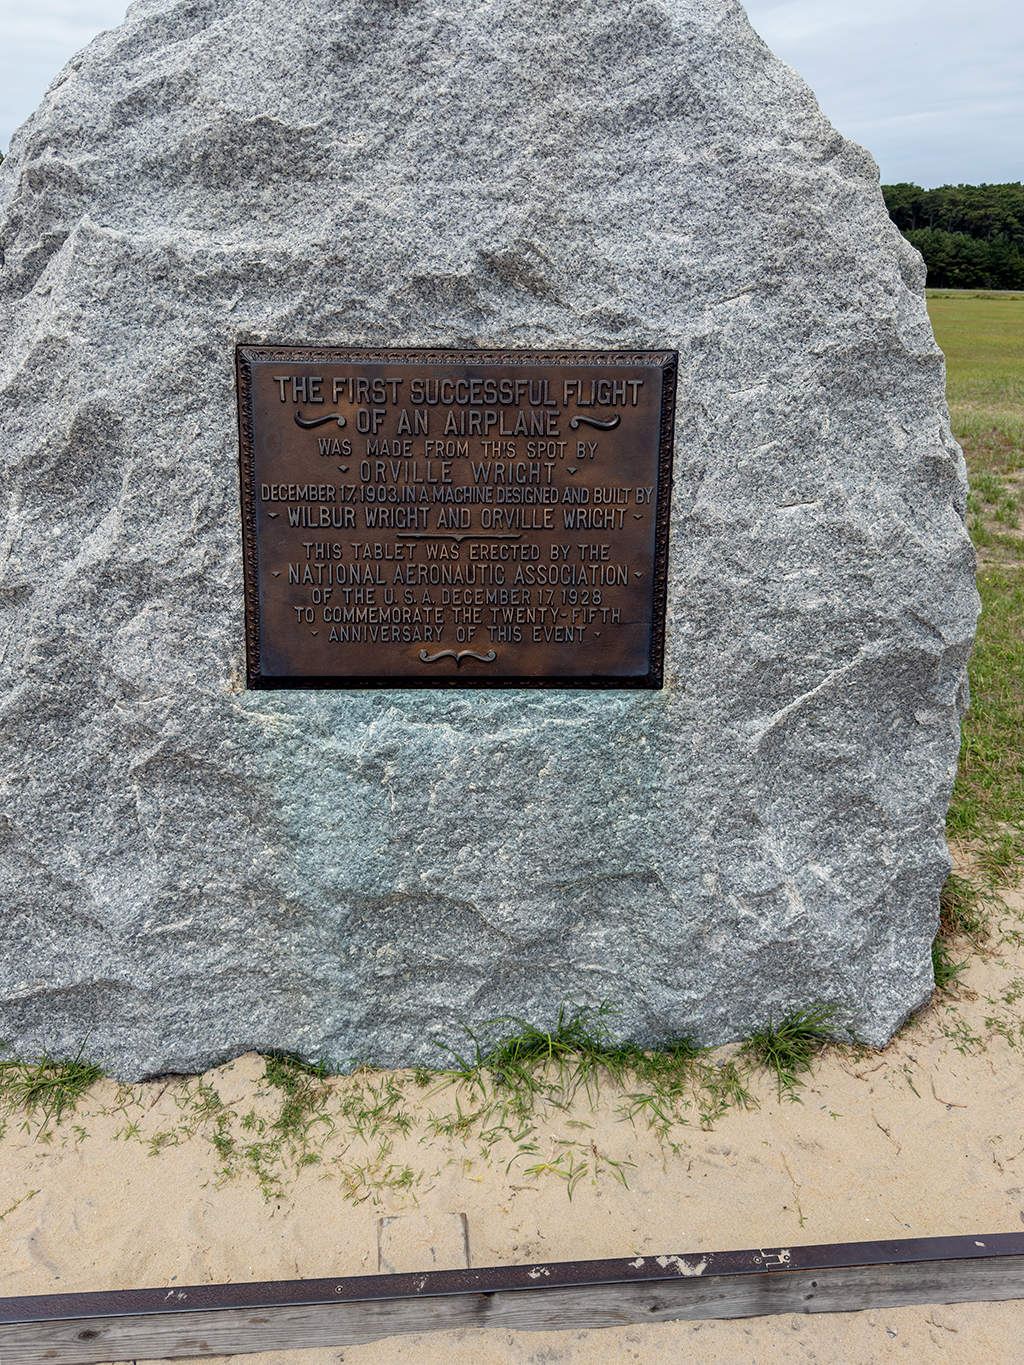 THE FIRST SUCCESSFUL FLIGHT
OF AN AIRPLANE
WAS MADE FROM THIS SPOT BY
ORVILLE WRIGHT
DECEMBER 17, 1903, IN A MACHINE DESIGNED AND BUILT BY
WILBUR WRIGHT AND ORVILLE WRIGHT
THIS TABLET WAS ERECTED BY THE
NATIONAL AERONAUTIC ASSOCIATION
OF THE U.S.A. DECEMBER 17, 1928
TO COMMEMORATE THE TWENTY-FIFTH
ANNIVERSARY OF THIS EVENT